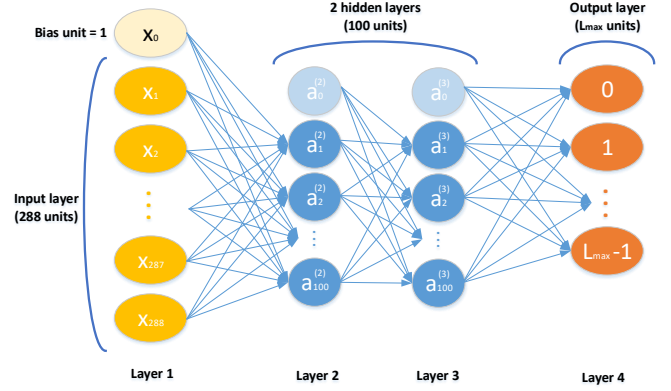 Bias unit = 1
2 hidden layers
(100 units)
Output layer
(Lmax units)
Input layer
(288 units)
x0
x1
x2
x287
x288
a0(2)
a1(2)
a2(2)
a100(2)
a0(3)
a1(3)
a2(3)
a100(3)
0
1
Lmax-1
Layer 1
Layer 2
Layer 3
Layer 4